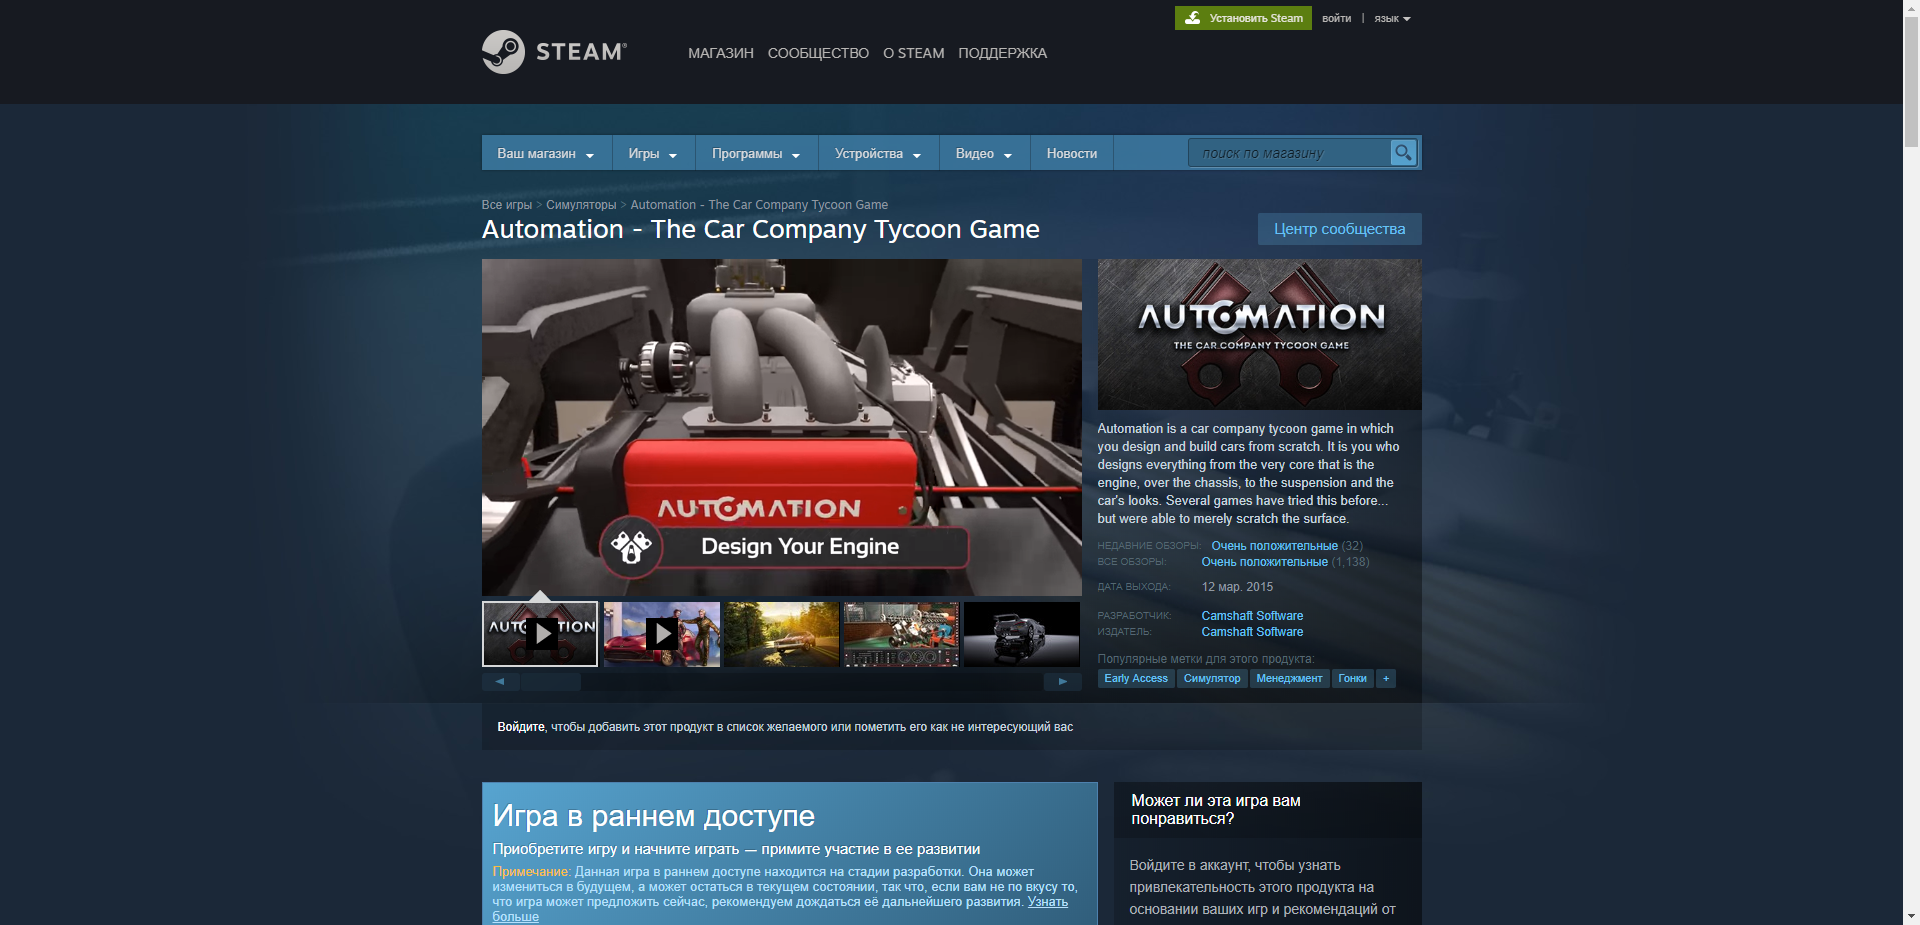 Установить Steam
войти | язык
STEAM®
МАГАЗИН СООБЩЕСТВО О STEAM ПОДДЕРЖКА
Ваш магазин Игры Программы Устройства Видео Новости поиск по магазину
Все игры > Симуляторы > Automation - The Car Company Tycoon Game
Automation - The Car Company Tycoon Game
Центр сообщества
AUTOMATION
Design Your Engine
AUTOMATION
THE CAR COMPANY TYCOON GAME
Automation is a car company tycoon game in which
you design and build cars from scratch. It is you who
designs everything from the very core that is the
engine, over the chassis, to the suspension and the
car's looks. Several games have tried this before...
but were able to merely scratch the surface.
НЕДАВНИЕ ОБЗОРЫ: Очень положительные (32)
ВСЕ ОБЗОРЫ: Очень положительные (1,138)
ДАТА ВЫХОДА: 12 мар. 2015
РАЗРАБОТЧИК: Camshaft Software
ИЗДАТЕЛЬ: Camshaft Software
Популярные метки для этого продукта:
Early Access Симулятор Менеджмент Гонки +
Войдите, чтобы добавить этот продукт в список желаемого или пометить его как не интересующий вас
Игра в раннем доступе
Приобретите игру и начните играть — примите участие в ее развитии
Примечание: Данная игра в раннем доступе находится на стадии разработки. Она может
измениться в будущем, а может остаться в текущем состоянии, так что, если вам не по вкусу то,
что игра может предложить сейчас, рекомендуем дождаться её дальнейшего развития. Узнать
больше
Может ли эта игра вам
понравиться?
Войдите в аккаунт, чтобы узнать
привлекательность этого продукта на
основании ваших игр и рекомендаций от